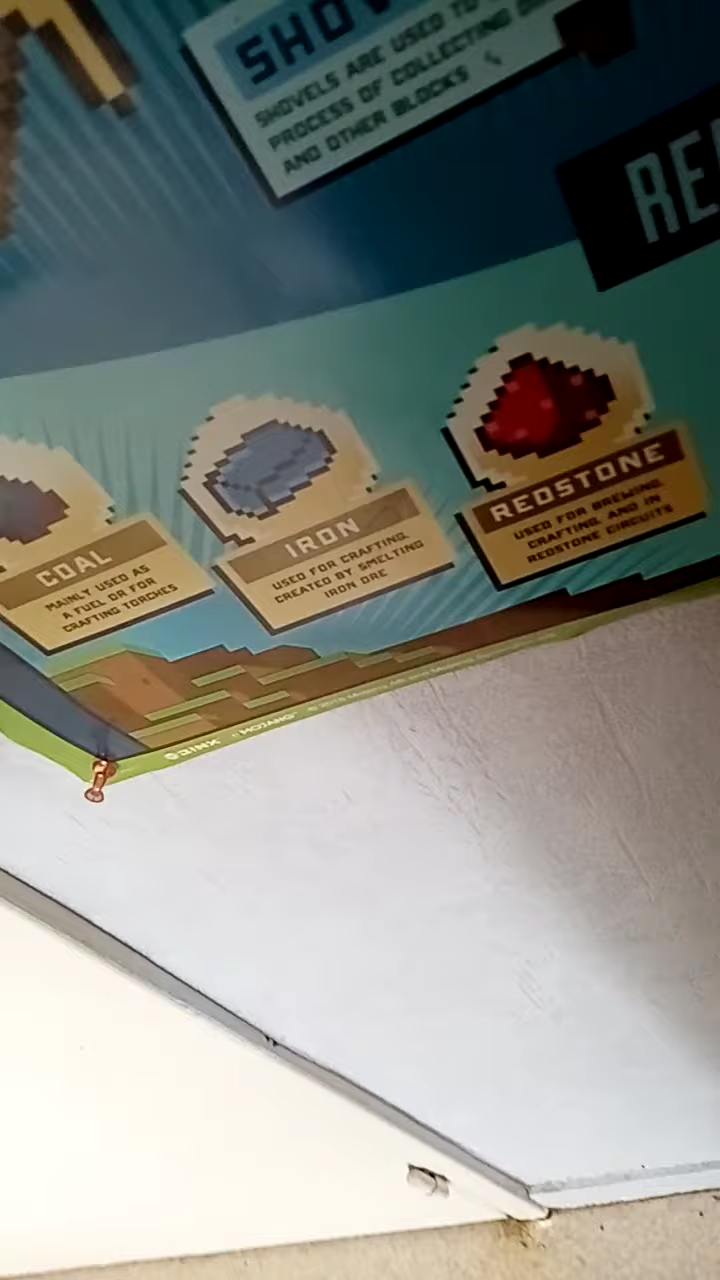 SHOV
SHOVELS ARE USED TO
PROCESS OF COLLECTING
AND OTHER BLOCKS
RE
COAL
MAINLY USED AS
A FUEL OR FOR
CRAFTING TORCHES
IRON
USED FOR CRAFTING,
CREATED BY SMELTING
IRON ORE
REDSTONE
USED FOR BREWING,
CRAFTING, AND IN
REDSTONE CIRCUITS
JINX MOJANG